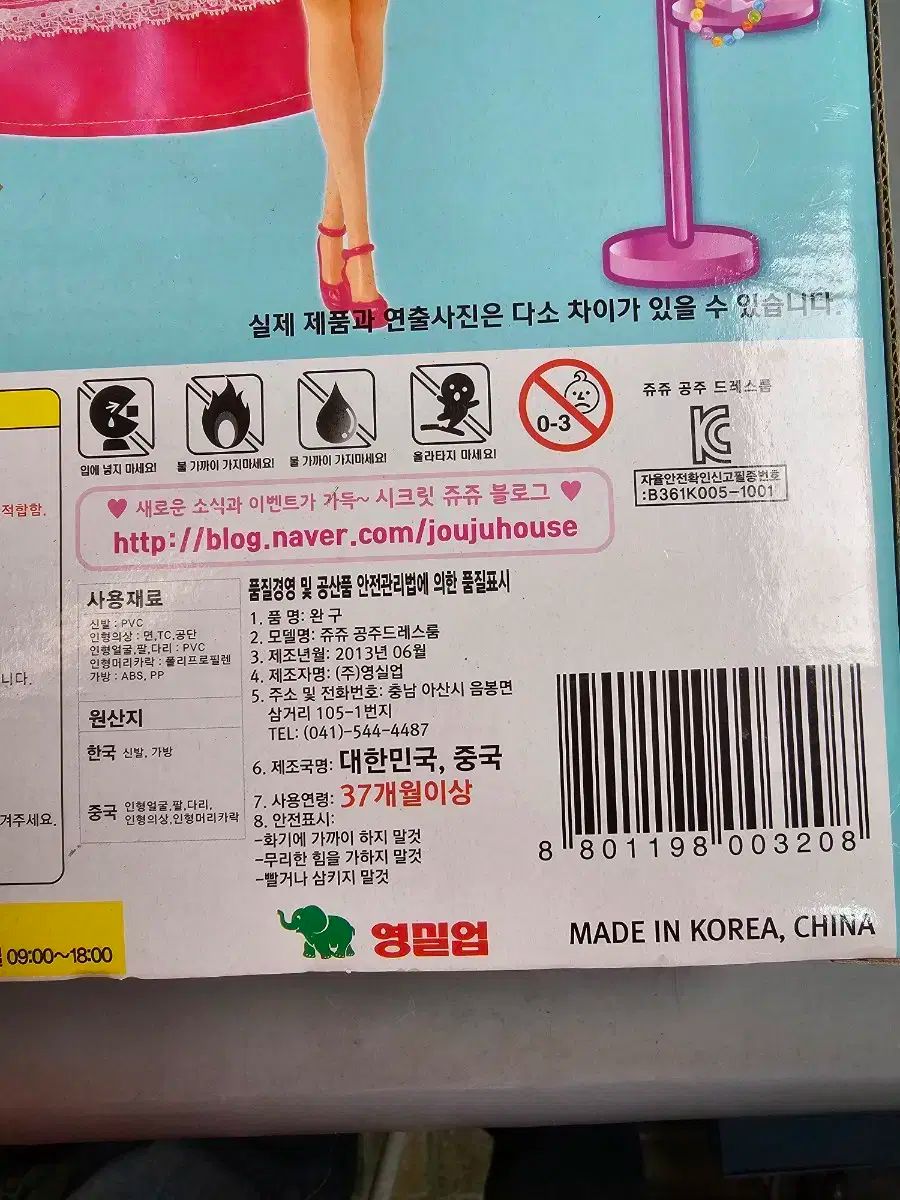 실제 제품과 연출사진은 다소 차이가 있을 수 있습니다.
적합함.
니다.
겨주세요.
09:00~18:00
입에 넣지 마세요!
불 가까이 가지마세요!
물 가까이 가지마세요!
올라타지 마세요!
0-3
쥬쥬 공주 드레스룸
자율안전확인신고필증번호
:B361K005-1001
♥ 새로운 소식과 이벤트가 가득~ 시크릿 쥬쥬 블로그 ♥
http://blog.naver.com/joujuhouse
사용재료
신발 : PVC
인형의상 : 면,TC,공단
인형얼굴,팔,다리 : PVC
인형머리카락 : 폴리프로필렌
가방 : ABS, PP
원산지
한국 신발, 가방
중국 인형얼굴,팔,다리,
인형의상,인형머리카락
품질경영 및 공산품 안전관리법에 의한 품질표시
1. 품 명: 완 구
2. 모델명: 쥬쥬 공주드레스룸
3. 제조년월: 2013년 06월
4. 제조자명: (주)영실업
5. 주소 및 전화번호: 충남 아산시 음봉면
삼거리 105-1번지
TEL: (041)-544-4487
6. 제조국명: 대한민국, 중국
7. 사용연령: 37개월이상
8. 안전표시:
-화기에 가까이 하지 말것
-무리한 힘을 가하지 말것
-빨거나 삼키지 말것
8 801198 003208
영실업
MADE IN KOREA, CHINA